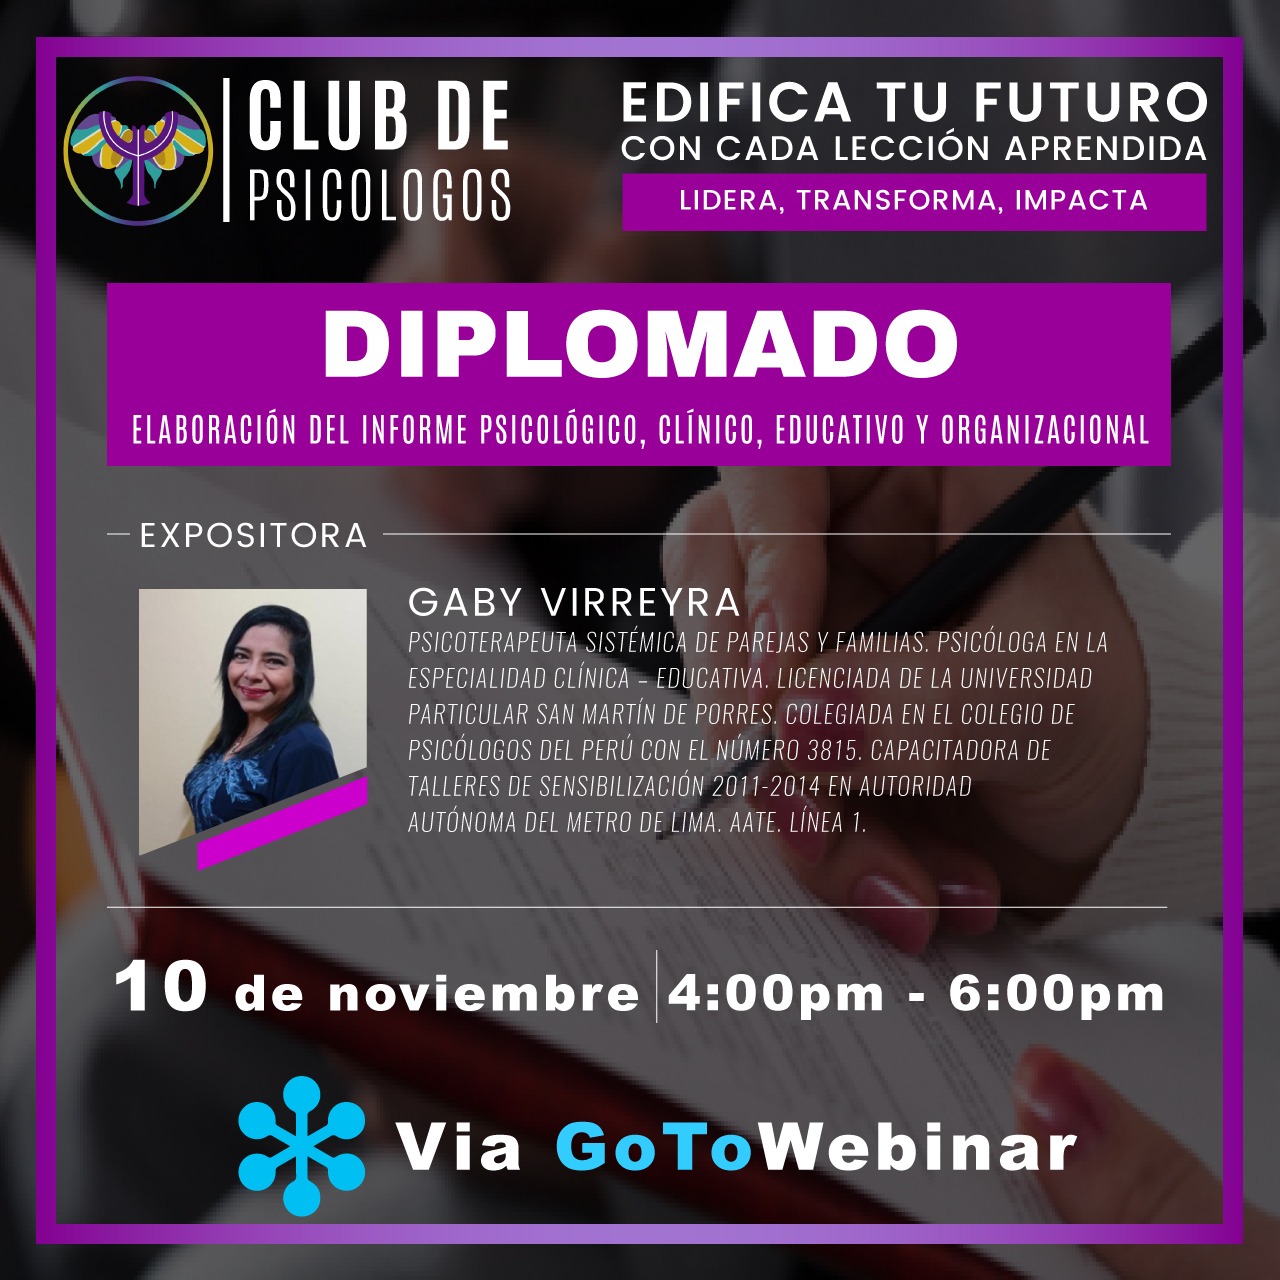 CLUB DE
PSICOLOGOS
EDIFICA TU FUTURO
CON CADA LECCIÓN APRENDIDA
LIDERA, TRANSFORMA, IMPACTA
DIPLOMADO
ELABORACIÓN DEL INFORME PSICOLÓGICO, CLÍNICO, EDUCATIVO Y ORGANIZACIONAL
EXPOSITORA
GABY VIRREYRA
PSICOTERAPEUTA SISTÉMICA DE PAREJAS Y FAMILIAS. PSICÓLOGA EN LA
ESPECIALIDAD CLÍNICA – EDUCATIVA. LICENCIADA DE LA UNIVERSIDAD
PARTICULAR SAN MARTÍN DE PORRES. COLEGIADA EN EL COLEGIO DE
PSICÓLOGOS DEL PERÚ CON EL NÚMERO 3815. CAPACITADORA DE
TALLERES DE SENSIBILIZACIÓN 2011-2014 EN AUTORIDAD
AUTÓNOMA DEL METRO DE LIMA. AATE. LÍNEA 1.
10 de noviembre
4:00pm - 6:00pm
Via GoToWebinar